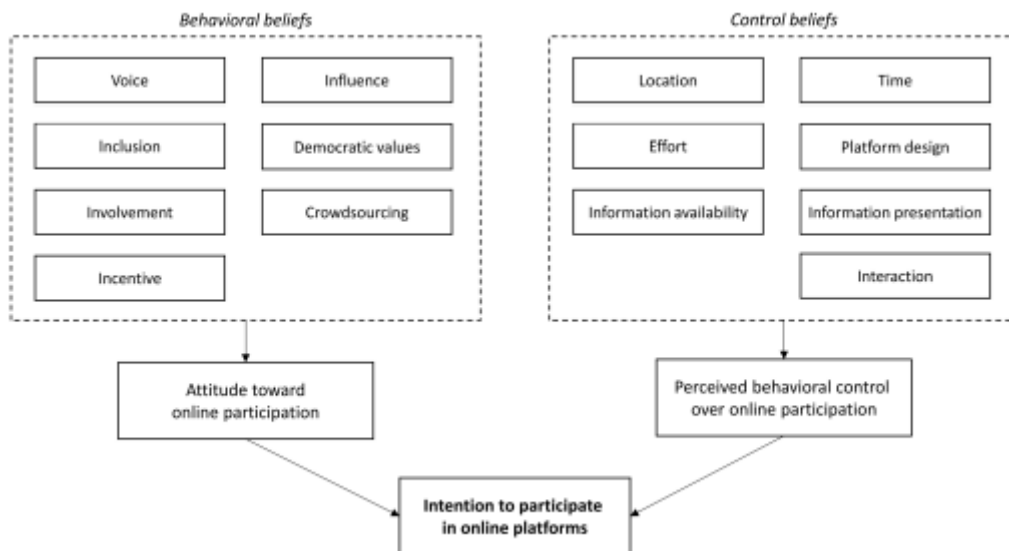 Behavioral beliefs
Control beliefs
Voice
Influence
Inclusion
Democratic values
Involvement
Crowdsourcing
Incentive
Location
Time
Effort
Platform design
Information availability
Information presentation
Interaction
Attitude toward
online participation
Perceived behavioral control
over online participation
Intention to participate
in online platforms